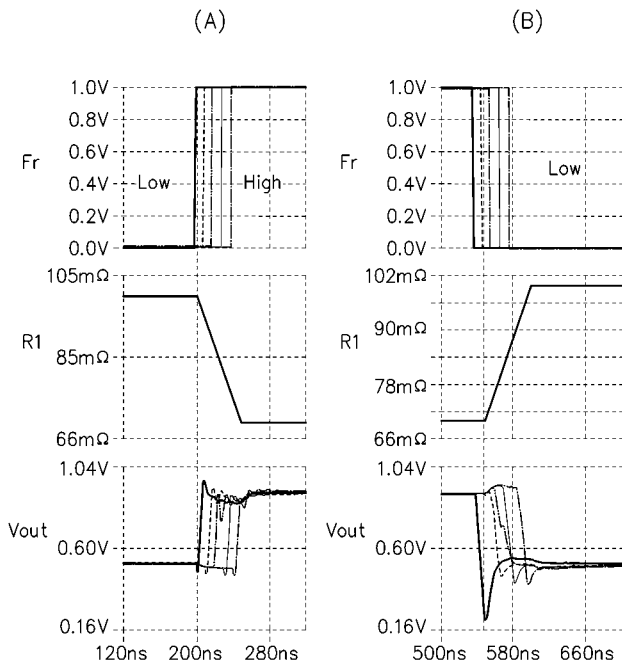 (A)
(B)
1.0V
0.8V
0.6V
0.4V
0.2V
0.0V
Fr
Low
High
1.0V
0.8V
0.6V
0.4V
0.2V
0.0V
Fr
Low
105mΩ
85mΩ
66mΩ
R1
102mΩ
90mΩ
78mΩ
66mΩ
R1
1.04V
0.60V
0.16V
Vout
120ns
200ns
280ns
1.04V
0.60V
0.16V
Vout
500ns
580ns
660ns